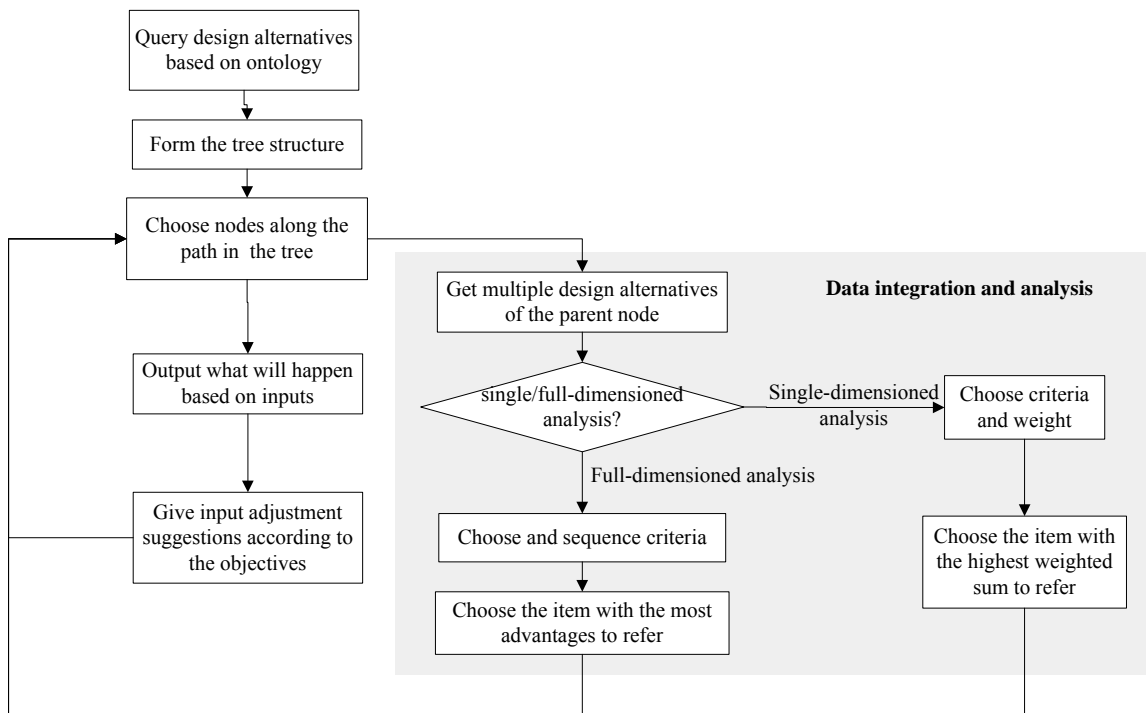 Query design alternatives
based on ontology
Form the tree structure
Choose nodes along the
path in the tree
Output what will happen
based on inputs
Give input adjustment
suggestions according to
the objectives
Data integration and analysis
Get multiple design alternatives
of the parent node
single/full-dimensioned
analysis?
Single-dimensioned
analysis
Choose criteria
and weight
Full-dimensioned analysis
Choose and sequence criteria
Choose the item with the most
advantages to refer
Choose the item with
the highest weighted
sum to refer